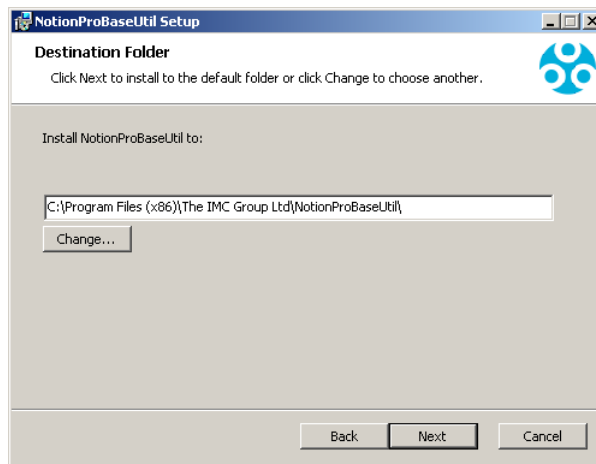 NotionProBaseUtil Setup
Destination Folder
Click Next to install to the default folder or click Change to choose another.
Install NotionProBaseUtil to:
C:\Program Files (x86)\The IMC Group Ltd\NotionProBaseUtil\
Change...
Back
Next
Cancel